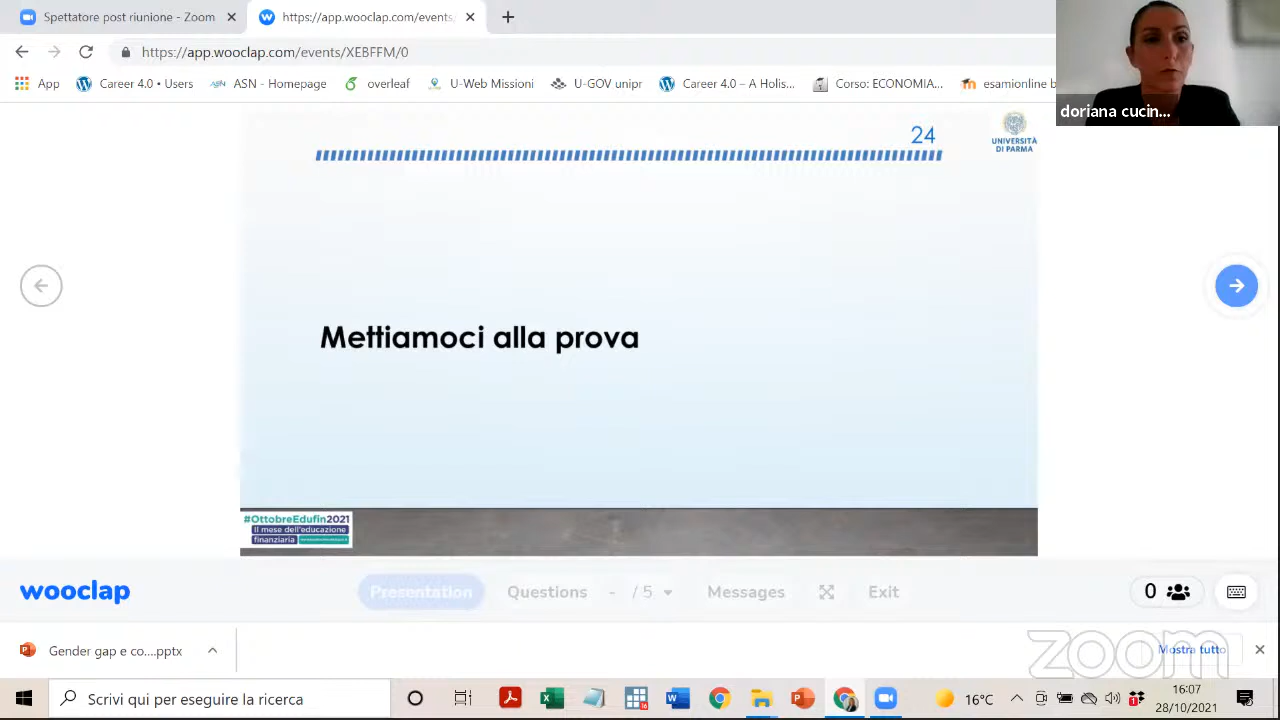 Spettatore post riunione - Zoom
https://app.wooclap.com/events/
https://app.wooclap.com/events/XEBFFM/0
App
Career 4.0 • Users
ASN - Homepage
overleaf
U-Web Missioni
U-GOV unipr
Career 4.0 – A Holis...
Corso: ECONOMIA...
esamionline
doriana cucin...
24
UNIVERSITÀ
DI PARMA
Mettiamoci alla prova
#OttobreEdufin2021
Il mese dell'educazione
finanziaria
wooclap
Presentation
Questions
- / 5
Messages
Exit
0
Gender gap e co....pptx
zoom
Mostra tutto
Scrivi qui per eseguire la ricerca
16°C
16:07
28/10/2021